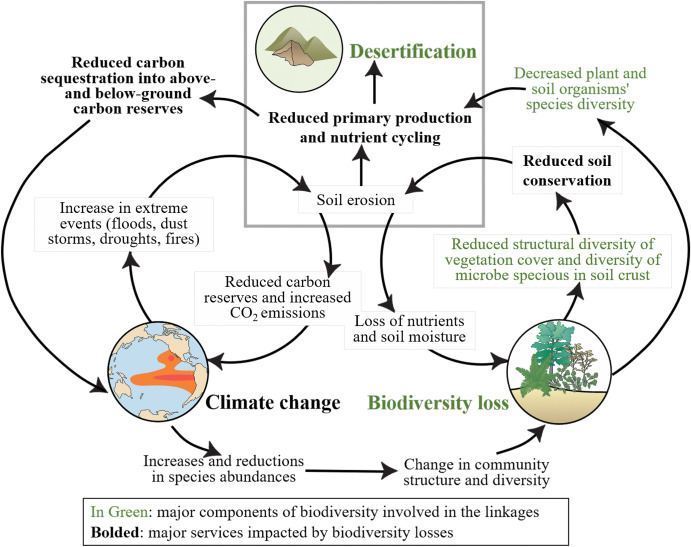 Reduced carbon
sequestration into above-
and below-ground
carbon reserves
Desertification
Decreased plant and
soil organisms'
species diversity
Reduced primary production
and nutrient cycling
Reduced soil
conservation
Soil erosion
Increase in extreme
events (floods, dust
storms, droughts, fires)
Reduced structural diversity of
vegetation cover and diversity of
microbe specious in soil crust
Reduced carbon
reserves and increased
CO₂ emissions
Loss of nutrients
and soil moisture
Climate change
Biodiversity loss
Increases and reductions
in species abundances
Change in community
structure and diversity
In Green: major components of biodiversity involved in the linkages
Bolded: major services impacted by biodiversity losses